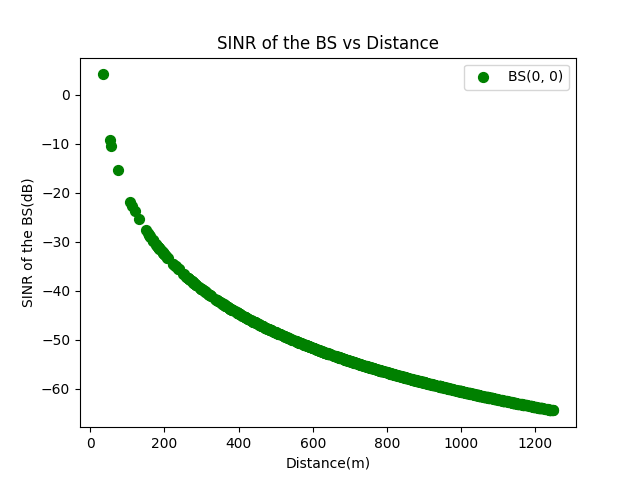 SINR of the BS vs Distance
BS(0, 0)
SINR of the BS(dB)
0
−10
−20
−30
−40
−50
−60
0 200 400 600 800 1000 1200
Distance(m)